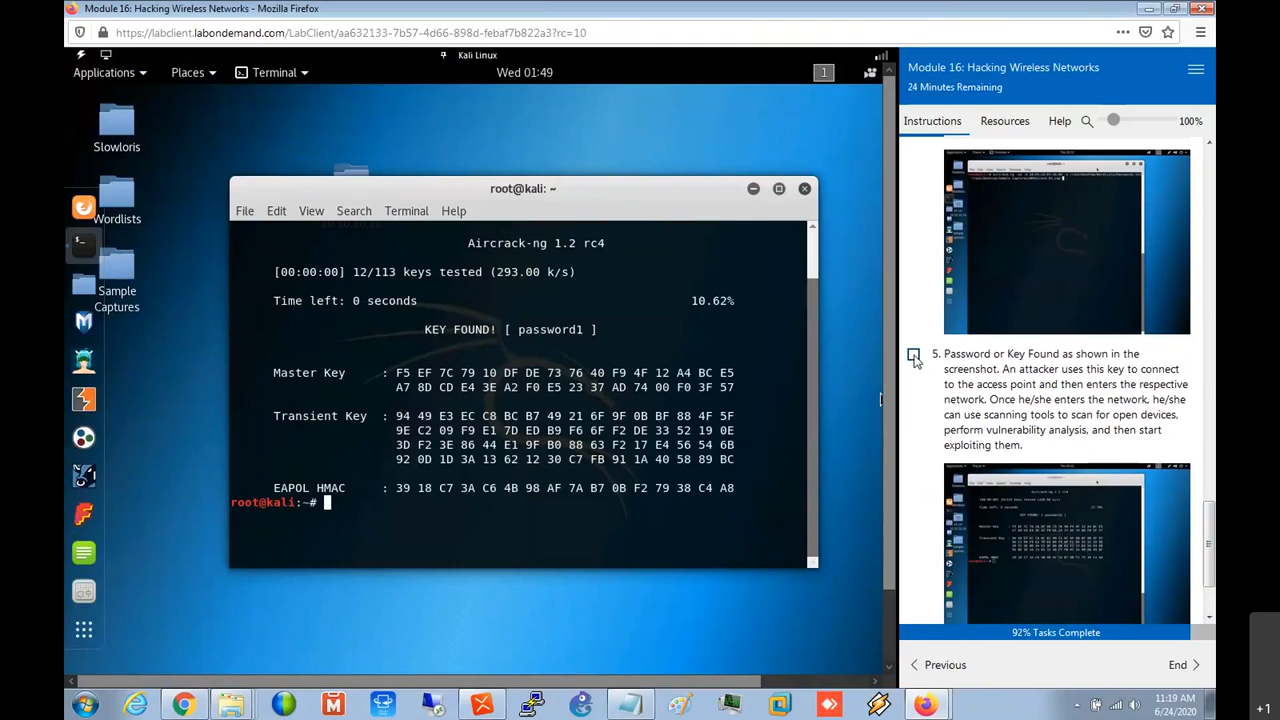 Module 16: Hacking Wireless Networks - Mozilla Firefox
https://labclient.labondemand.com/LabClient/aa632133-7b57-4d66-898d-fe5af7b822a3?rc=10
Kali Linux
Applications
Places
Terminal
Wed 01:49
1
Slowloris
Wordlists
Sample
Captures
root@kali: ~
File Edit View Search Terminal Help
Aircrack-ng 1.2 rc4
[00:00:00] 12/113 keys tested (293.00 k/s)
Time left: 0 seconds 10.62%
KEY FOUND! [ password1 ]
Master Key : F5 EF 7C 79 10 DF DE 73 76 40 F9 4F 12 A4 BC E5
A7 8D CD E4 3E A2 F0 E5 23 37 AD 74 00 F0 3F 57
Transient Key : 94 49 E3 EC C8 BC B7 49 21 6F 9F 0B BF 88 4F 5F
9E C2 09 F9 E1 7D ED B9 F6 6F F2 DE 33 52 19 0E
3D F2 3E 86 44 E1 9F B0 88 63 F2 17 E4 56 54 6B
92 0D 1D 3A 13 62 12 30 C7 FB 91 1A 40 58 89 BC
EAPOL HMAC : 39 18 C7 3A C6 4B 98 AF 7A B7 0B F2 79 38 C4 A8
root@kali:~#
Module 16: Hacking Wireless Networks
24 Minutes Remaining
Instructions Resources Help 100%
5. Password or Key Found as shown in the
screenshot. An attacker uses this key to connect
to the access point and then enters the respective
network. Once he/she enters the network, he/she
can use scanning tools to scan for open devices,
perform vulnerability analysis, and then start
exploiting them.
92% Tasks Complete
Previous
End
11:19 AM
6/24/2020
+1